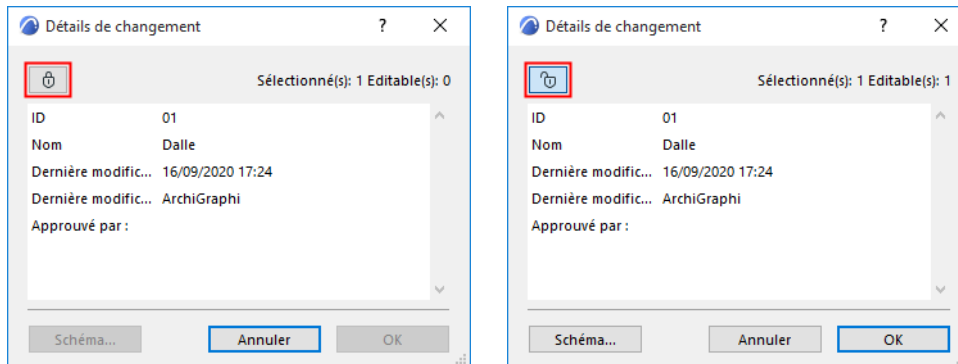 Détails de changement ?
Sélectionné(s): 1 Editable(s): 0
ID 01
Nom Dalle
Dernière modific... 16/09/2020 17:24
Dernière modific... ArchiGraphi
Approuvé par :
Schéma... Annuler OK
Détails de changement ?
Sélectionné(s): 1 Editable(s): 1
ID 01
Nom Dalle
Dernière modific... 16/09/2020 17:24
Dernière modific... ArchiGraphi
Approuvé par :
Schéma... Annuler OK